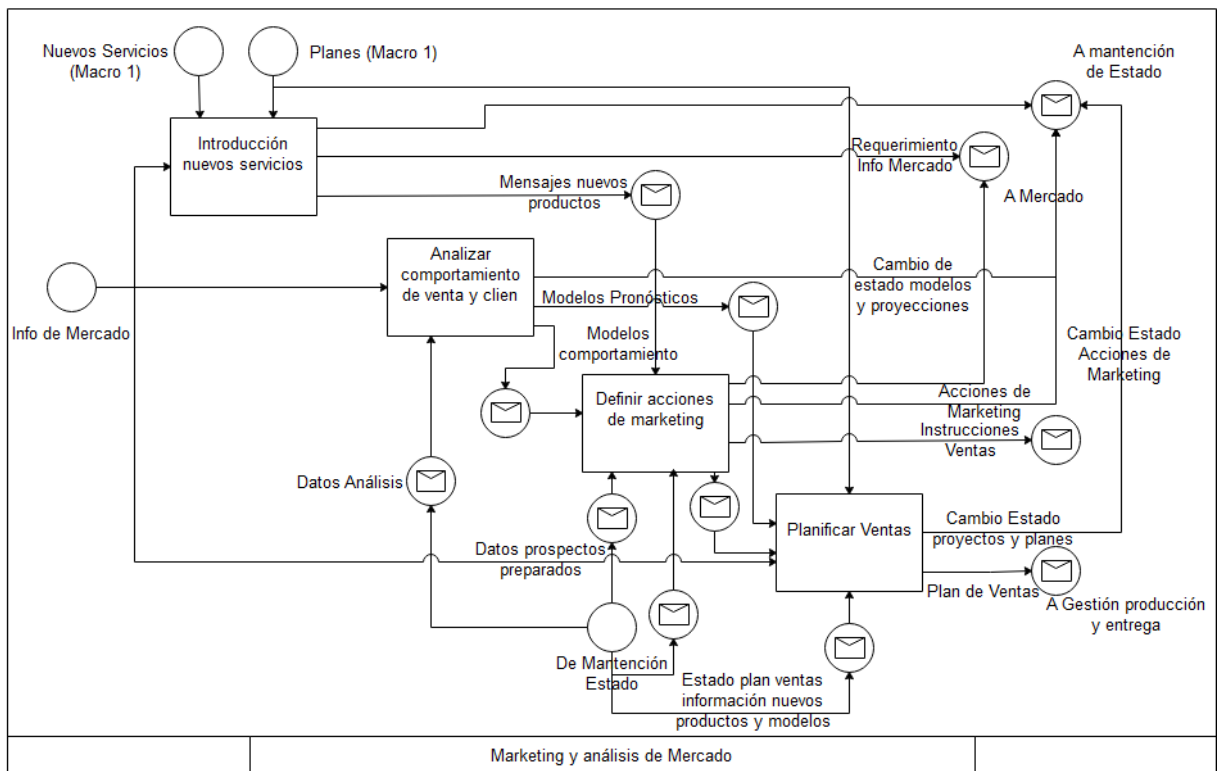 Nuevos Servicios
(Macro 1)
Planes (Macro 1)
A mantención
de Estado
Introducción
nuevos servicios
Requerimiento
Info Mercado
A Mercado
Mensajes nuevos
productos
Analizar
comportamiento
de venta y clien
Cambio de
estado modelos
y proyecciones
Modelos Pronósticos
Info de Mercado
Modelos
comportamiento
Cambio Estado
Acciones de
Marketing
Definir acciones
de marketing
Acciones de
Marketing
Instrucciones
Ventas
Datos Análisis
Planificar Ventas
Cambio Estado
proyectos y planes
Datos prospectos
preparados
Plan de Ventas
A Gestión producción
y entrega
De Mantención
Estado
Estado plan ventas
información nuevos
productos y modelos
Marketing y análisis de Mercado